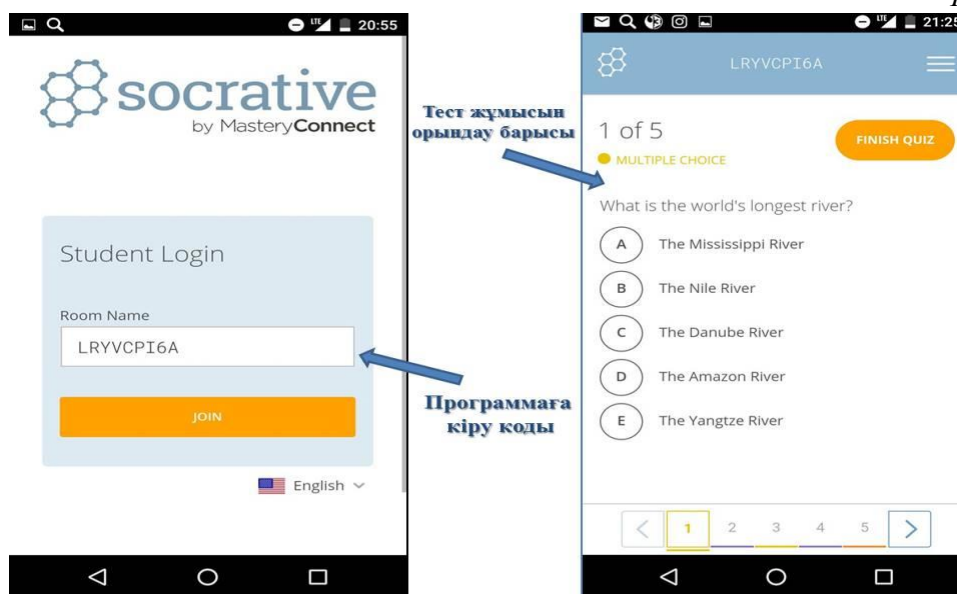 20:55
socrative
by MasteryConnect
Student Login
Room Name
LRYVCPI6A
JOIN
English
Тест жұмысын
орындау барысы
Программаға
кіру коды
21:25
LRYVCPI6A
1 of 5
FINISH QUIZ
MULTIPLE CHOICE
What is the world's longest river?
A The Mississippi River
B The Nile River
C The Danube River
D The Amazon River
E The Yangtze River
1 2 3 4 5